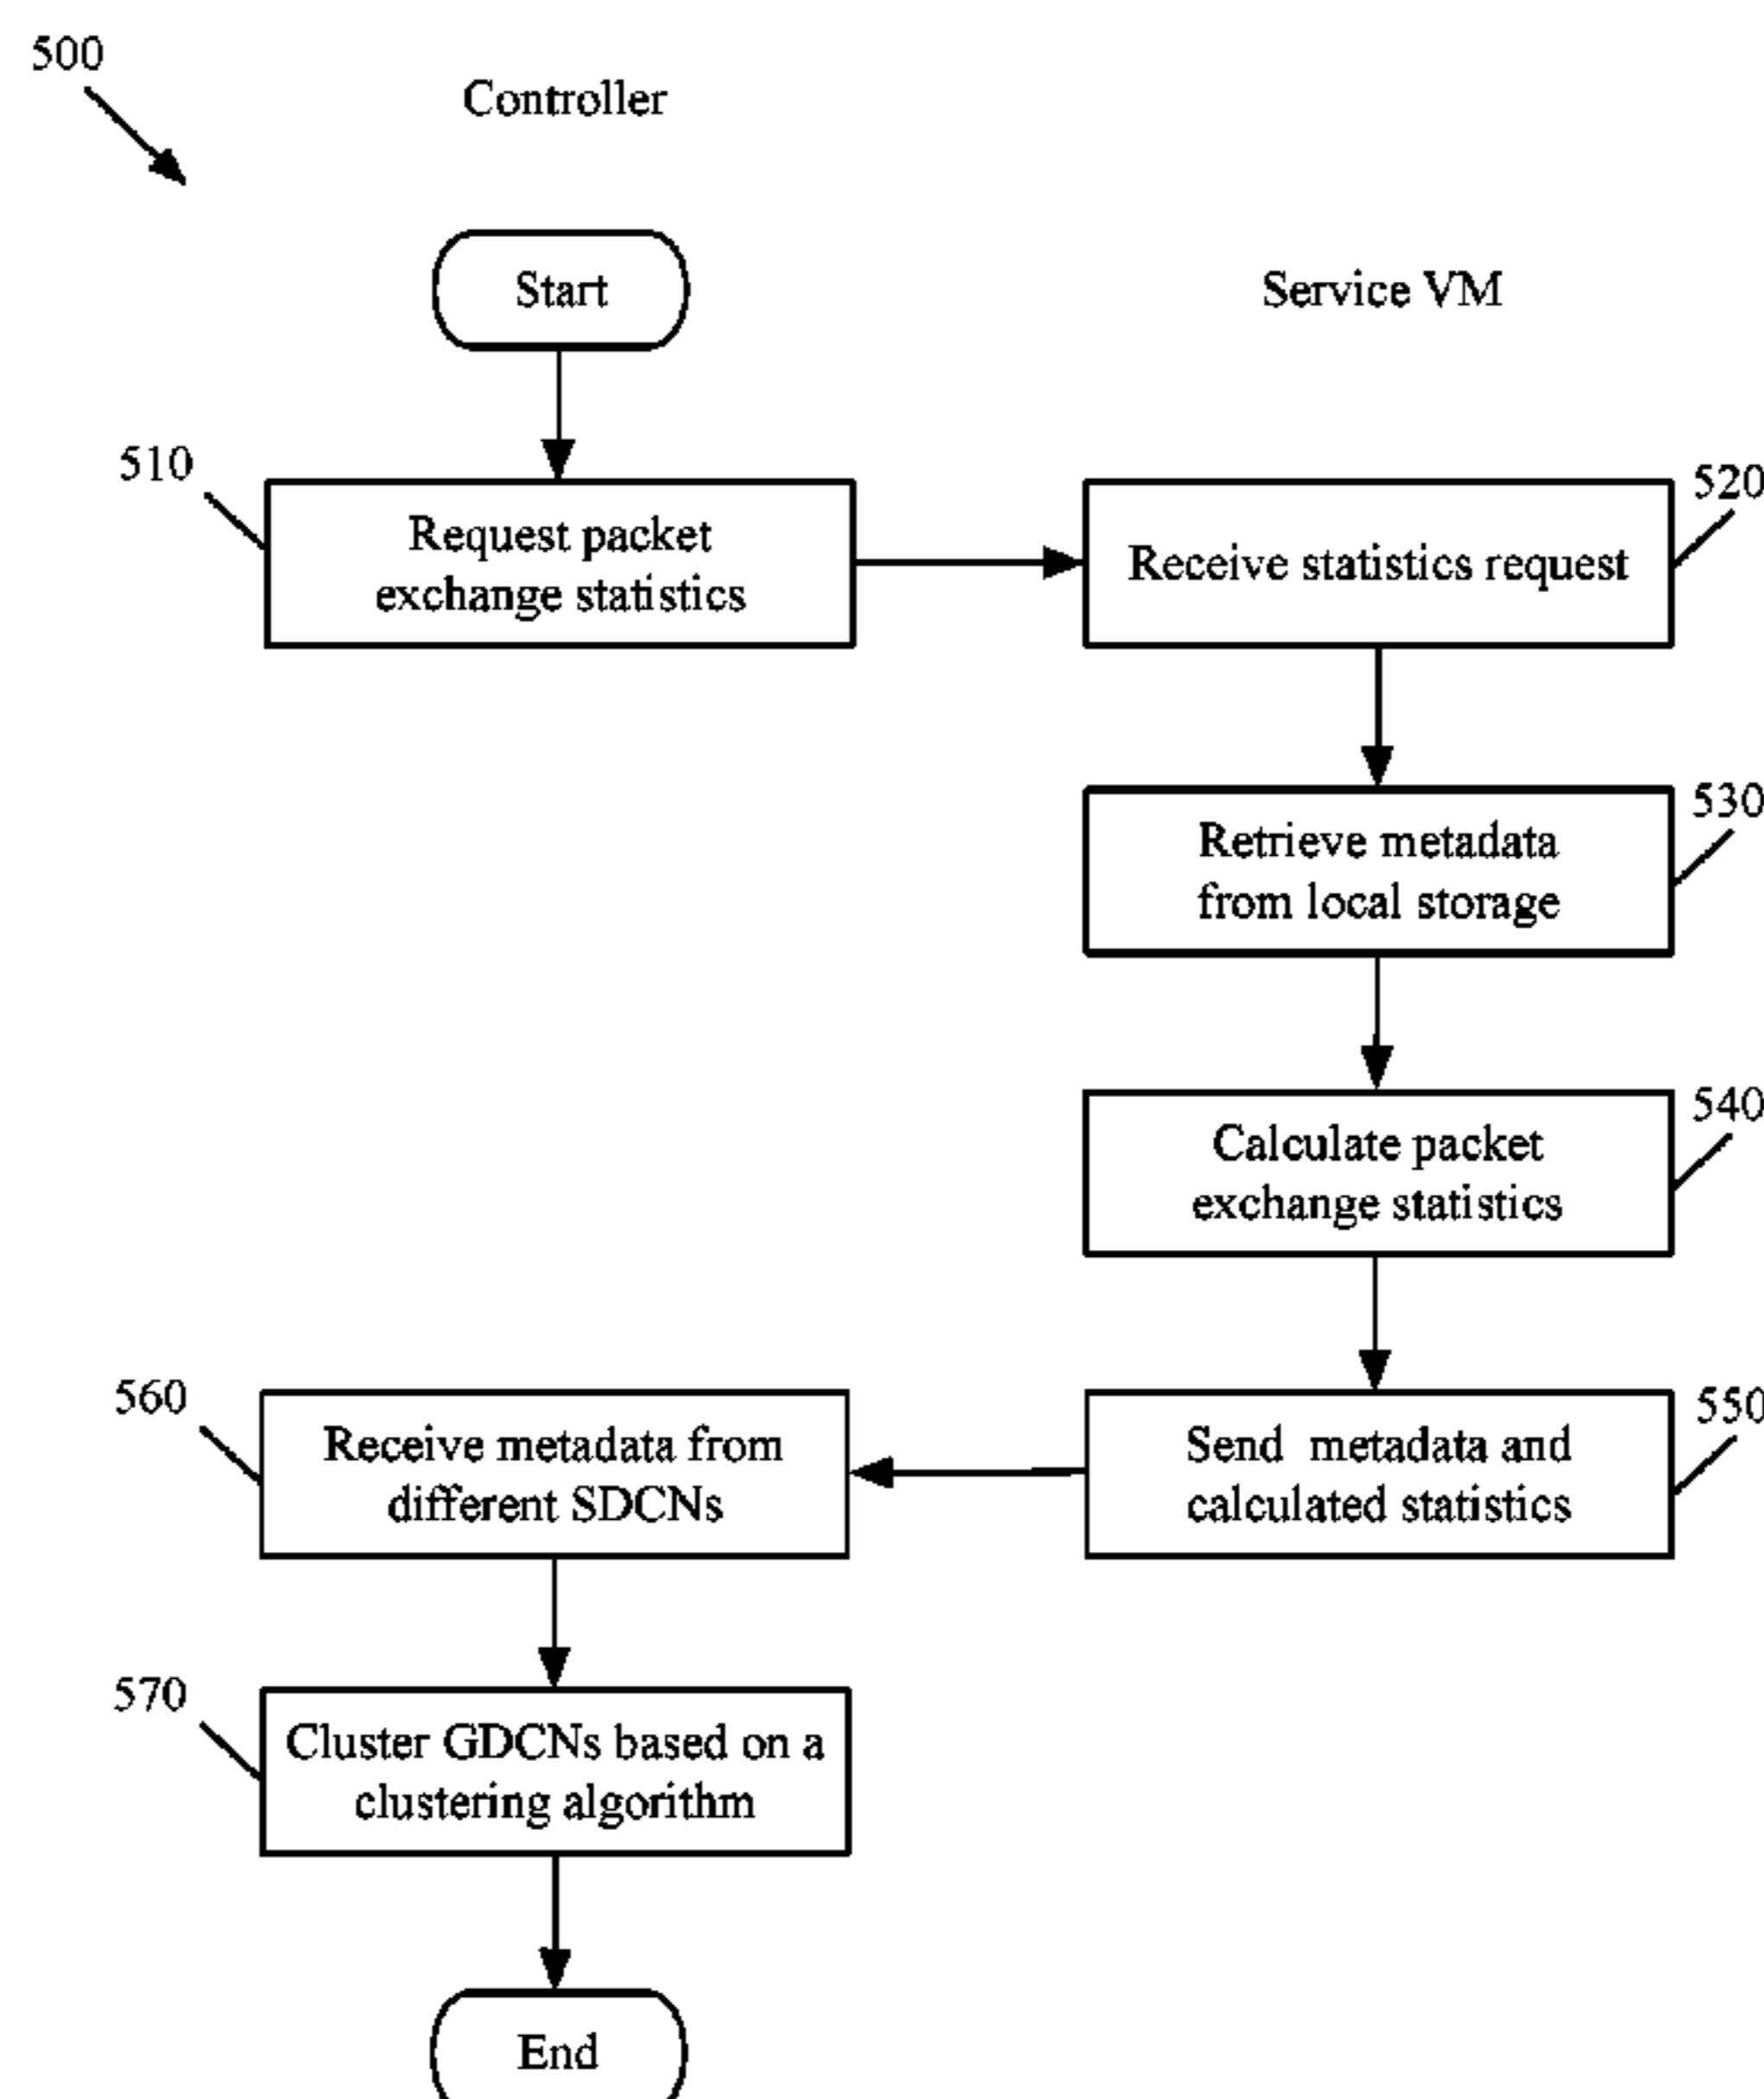 500
Controller
Start
Service VM
510
Request packet
exchange statistics
520
Receive statistics request
530
Retrieve metadata
from local storage
540
Calculate packet
exchange statistics
550
Send metadata and
calculated statistics
560
Receive metadata from
different SDCNs
570
Cluster GDCNs based on a
clustering algorithm
End